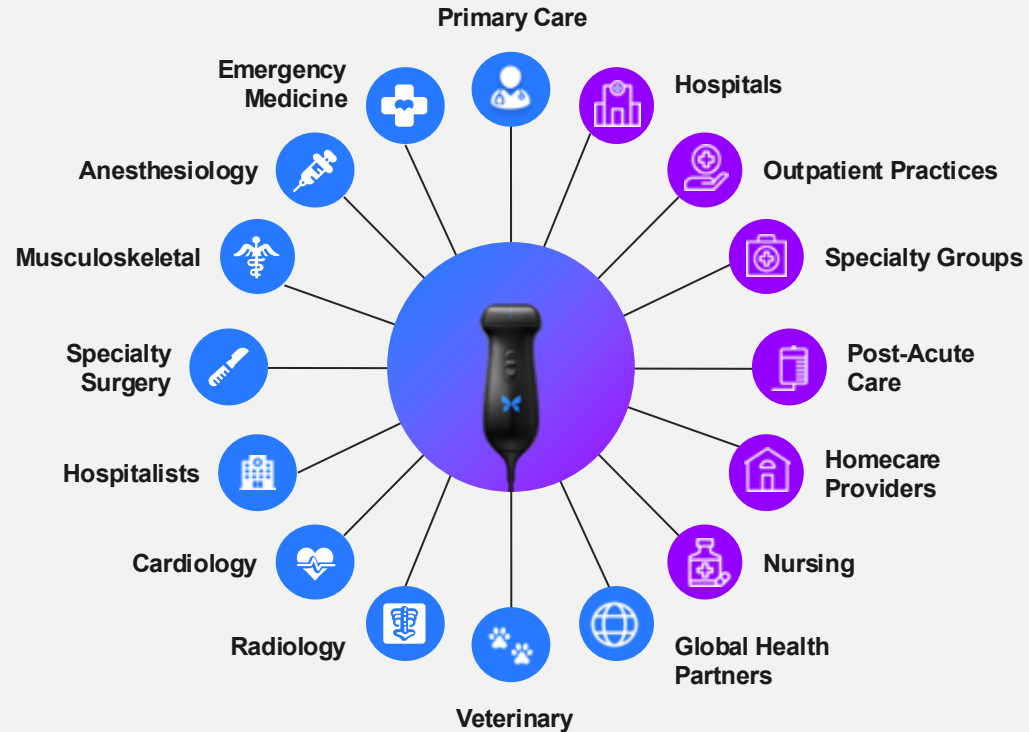 Primary Care
Emergency
Medicine
Hospitals
Anesthesiology
Outpatient Practices
Musculoskeletal
Specialty Groups
Specialty
Surgery
Post-Acute
Care
Hospitalists
Homecare
Providers
Cardiology
Nursing
Radiology
Global Health
Partners
Veterinary